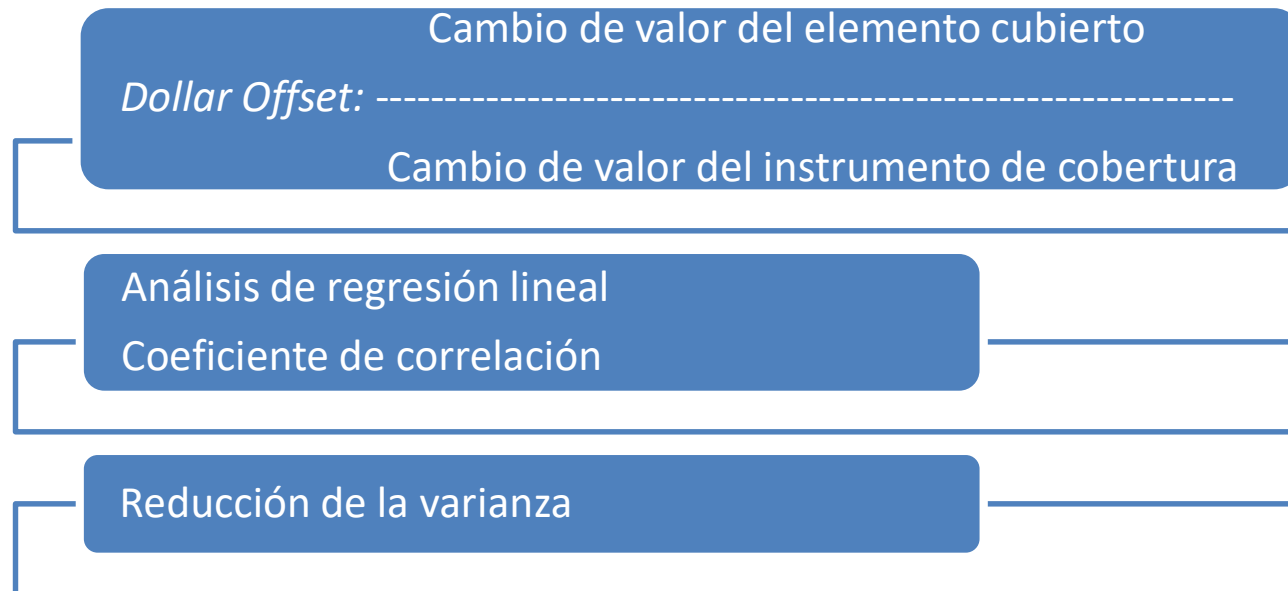 Cambio de valor del elemento cubierto
Dollar Offset: --------------------------------------------------------------
Cambio de valor del instrumento de cobertura
Análisis de regresión lineal
Coeficiente de correlación
Reducción de la varianza